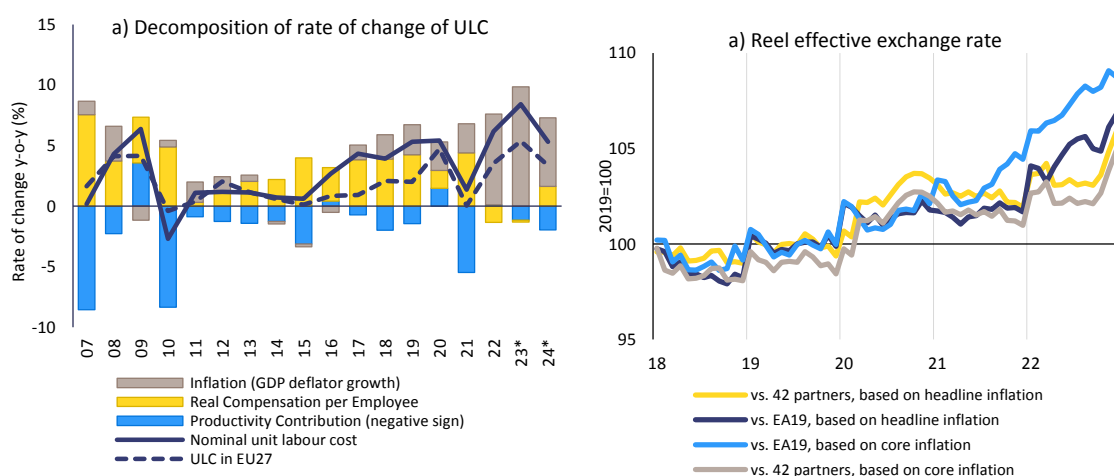 a) Decomposition of rate of change of ULC
Rate of change y-o-y (%)
15
10
5
0
-5
-10
07
08
09
10
11
12
13
14
15
16
17
18
19
20
21
22
23*
24*
Inflation (GDP deflator growth)
Real Compensation per Employee
Productivity Contribution (negative sign)
Nominal unit labour cost
ULC in EU27
a) Reel effective exchange rate
2019=100
110
105
100
95
18
19
20
21
22
vs. 42 partners, based on headline inflation
vs. EA19, based on headline inflation
vs. EA19, based on core inflation
vs. 42 partners, based on core inflation